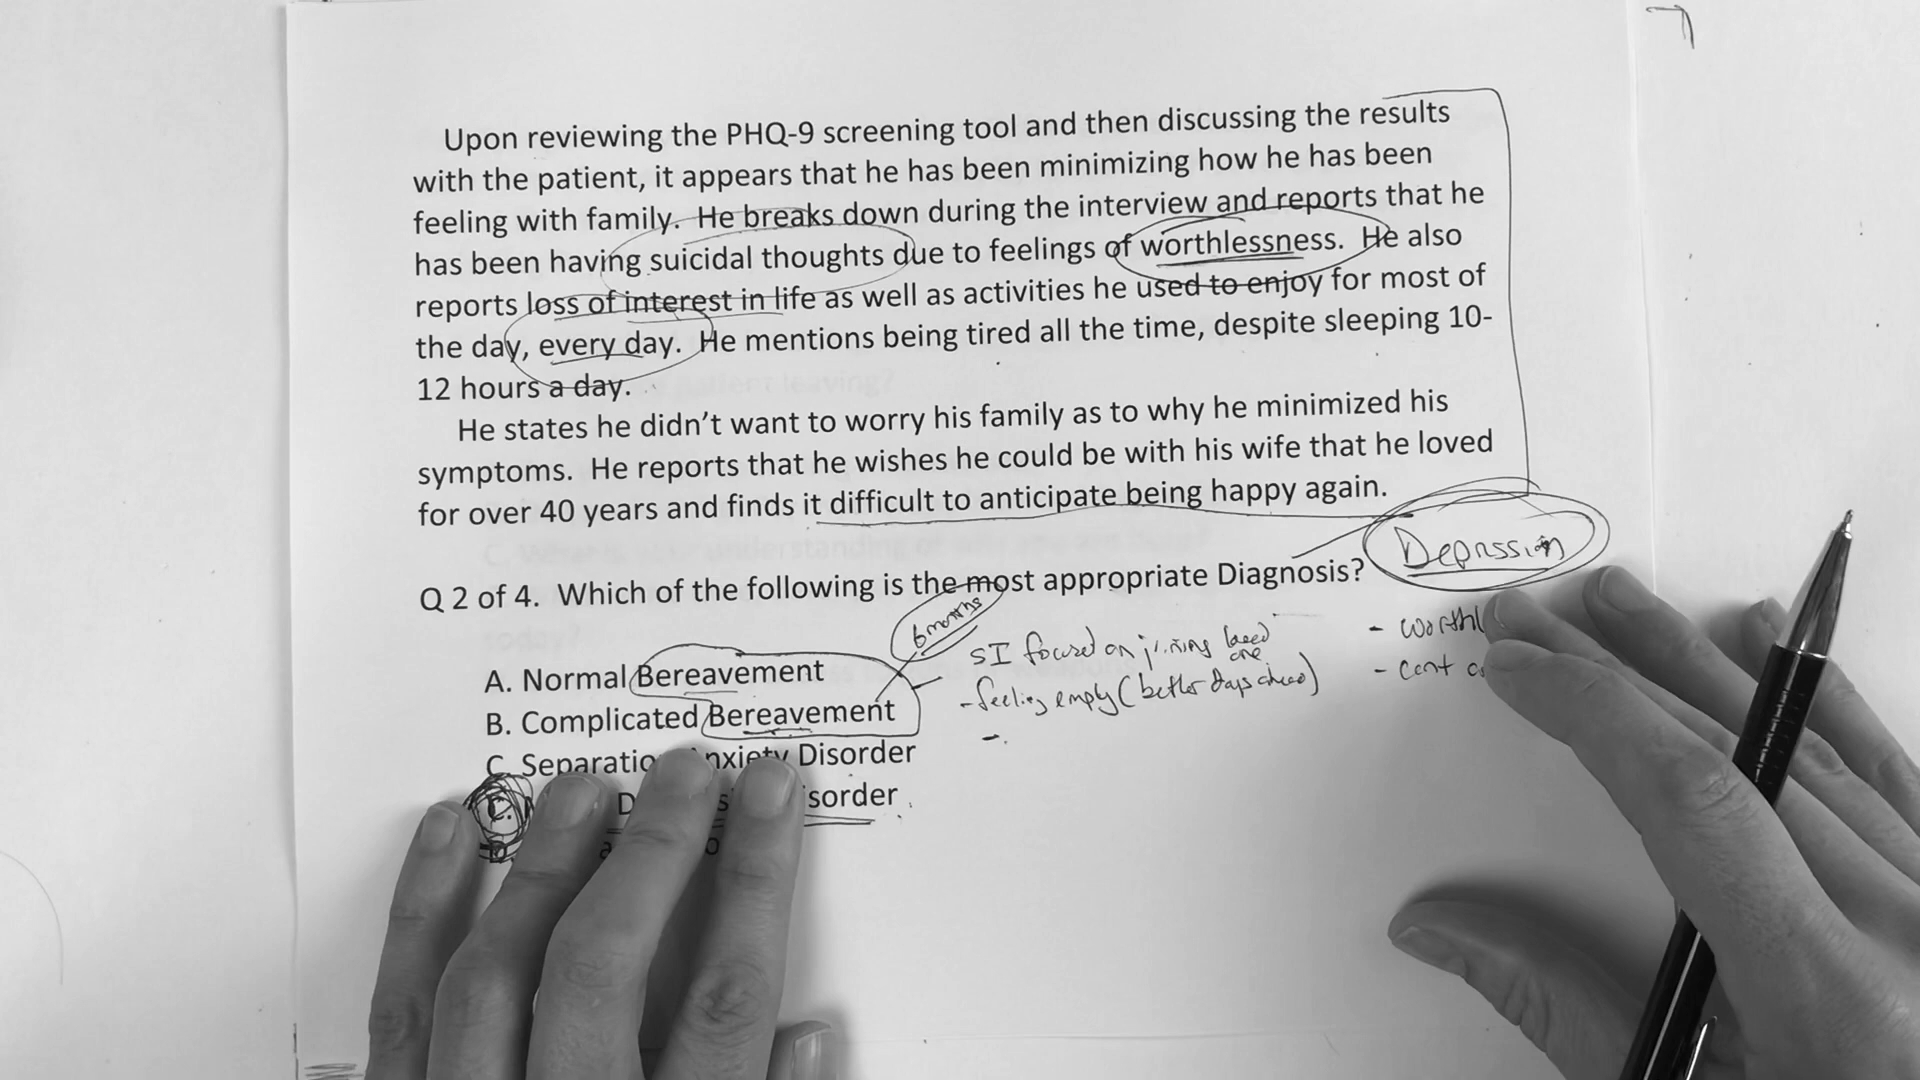 Upon reviewing the PHQ-9 screening tool and then discussing the results
with the patient, it appears that he has been minimizing how he has been
feeling with family. He breaks down during the interview and reports that he
has been having suicidal thoughts due to feelings of worthlessness. He also
reports loss of interest in life as well as activities he used to enjoy for most of
the day, every day. He mentions being tired all the time, despite sleeping 10-
12 hours a day.
He states he didn't want to worry his family as to why he minimized his
symptoms. He reports that he wishes he could be with his wife that he loved
for over 40 years and finds it difficult to anticipate being happy again.
Depression
Q 2 of 4. Which of the following is the most appropriate Diagnosis?
6 months
A. Normal Bereavement
B. Complicated Bereavement
C. Separatio nxiety Disorder
D s sorder
SI focused on joining loved one
- feeling empty (better days ahead)
-
- worthl
- cant